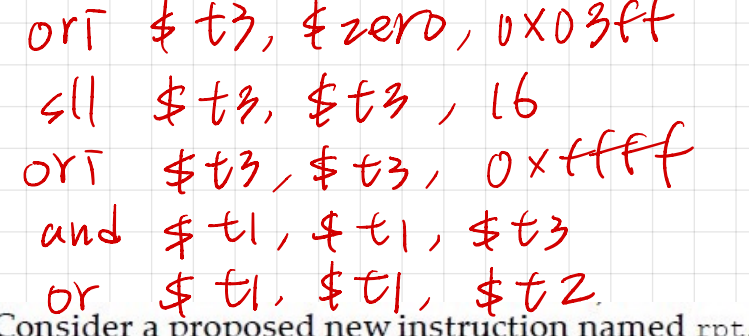 ori $t3, $zero, 0x03ff
sll $t3, $t3, 16
ori $t3, $t3, 0xffff
and $t1, $t1, $t3
or $t1, $t1, $t2
Consider a proposed new instruction named rpt